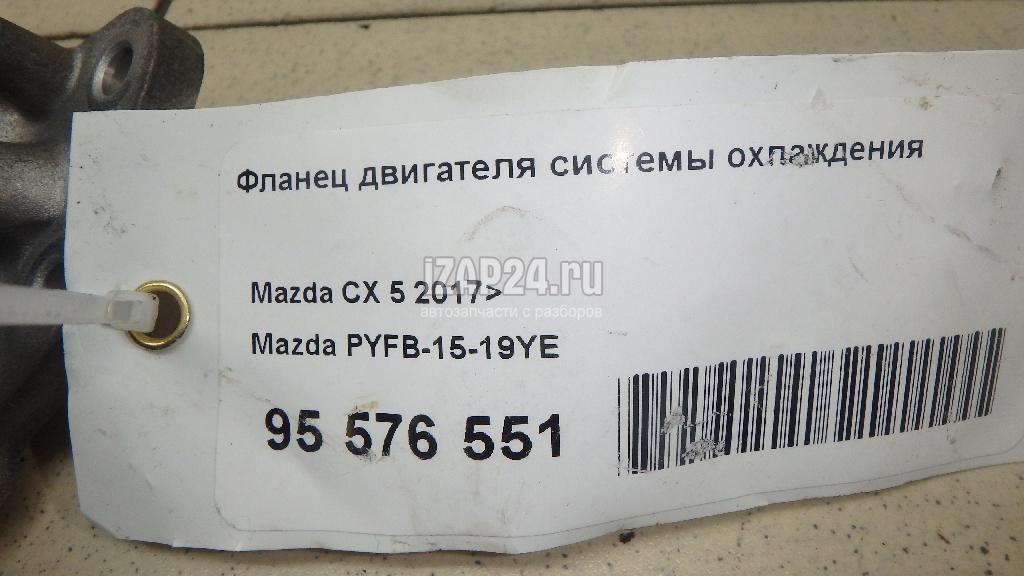 Фланец двигателя системы охлаждения
iZAP24.ru
Mazda CX 5 2017>
автозапчасти с разборов
Mazda PYFB-15-19YE
95 576 551